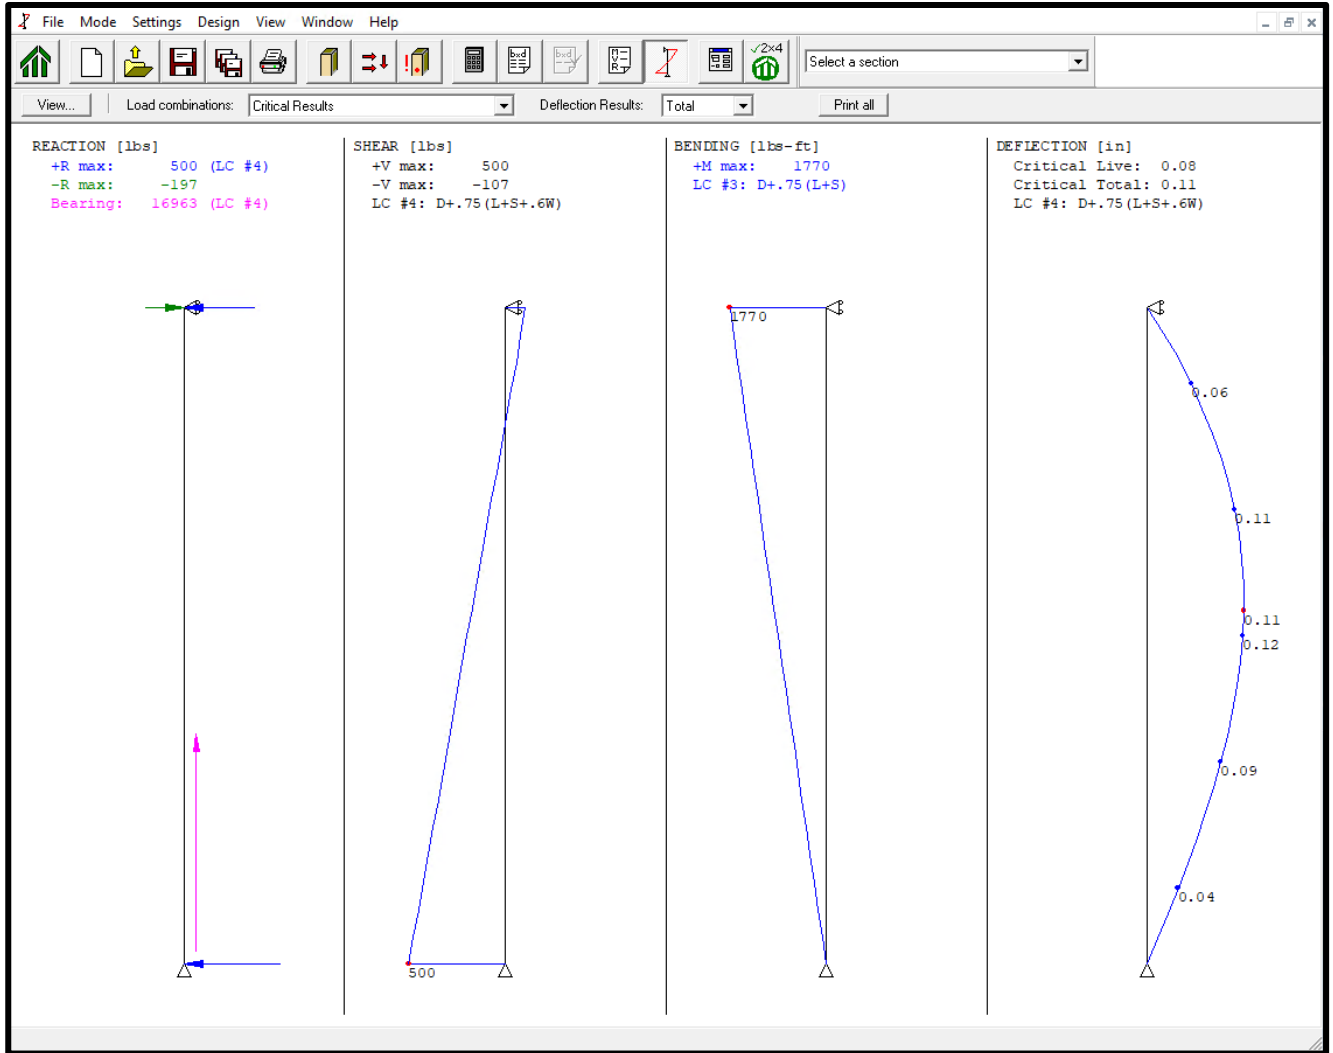 File Mode Settings Design View Window Help
✓2x4
bxd
bxd
M
V
R
Select a section
View... Load combinations: Critical Results Deflection Results: Total Print all
REACTION [lbs]
+R max: 500 (LC #4)
-R max: -197
Bearing: 16963 (LC #4)
SHEAR [lbs]
+V max: 500
-V max: -107
LC #4: D+.75(L+S+.6W)
500
BENDING [lbs-ft]
+M max: 1770
LC #3: D+.75(L+S)
1770
DEFLECTION [in]
Critical Live: 0.08
Critical Total: 0.11
LC #4: D+.75(L+S+.6W)
0.06
0.11
0.11
0.12
0.09
0.04